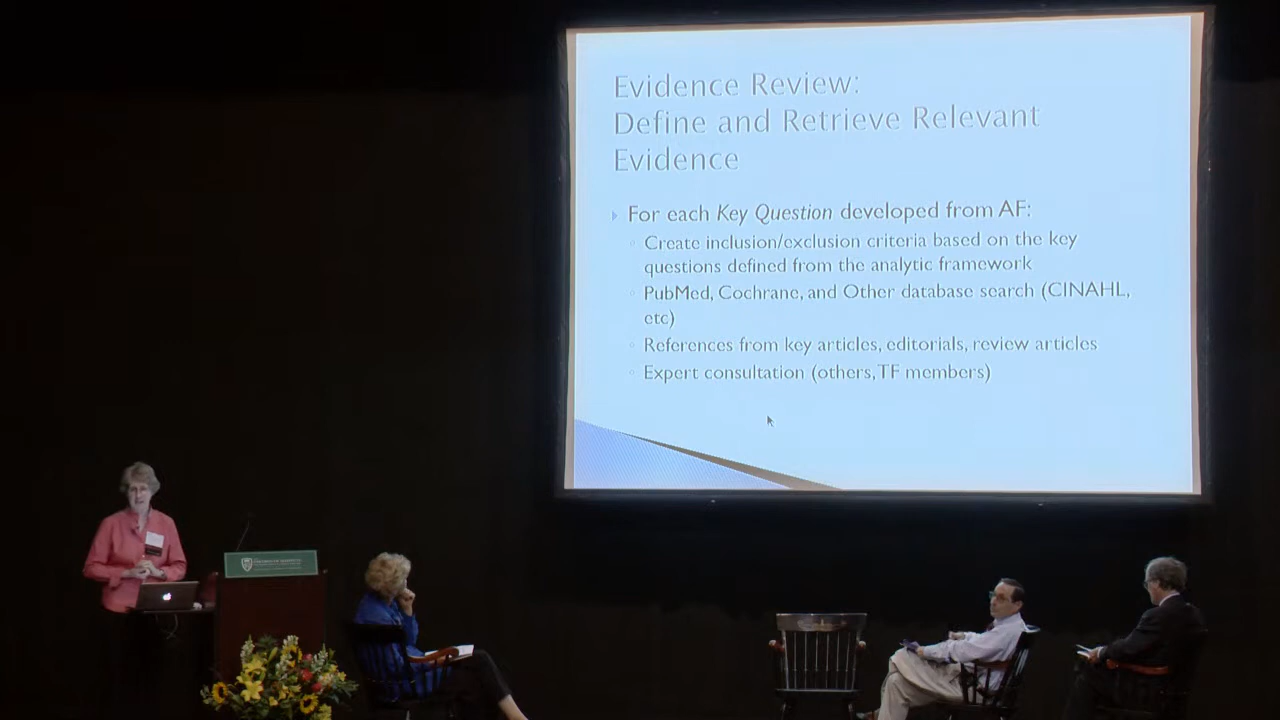 Evidence Review:
Define and Retrieve Relevant
Evidence
For each Key Question developed from AF:
Create inclusion/exclusion criteria based on the key
questions defined from the analytic framework
PubMed, Cochrane, and Other database search (CINAHL,
etc)
References from key articles, editorials, review articles
Expert consultation (others, TF members)